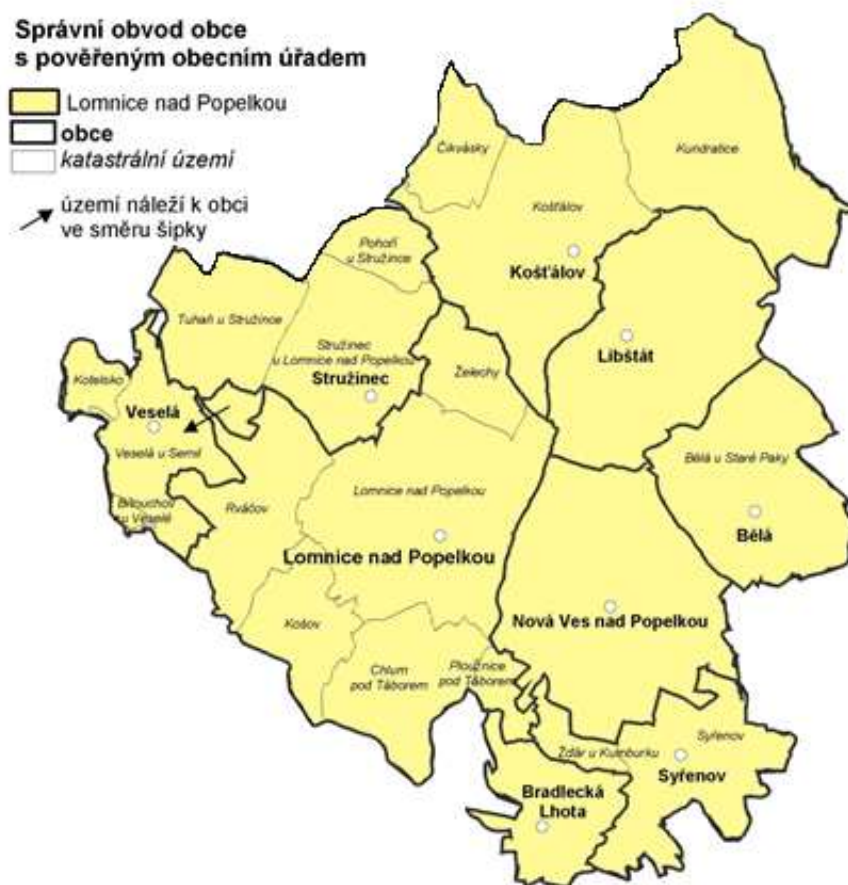 Správní obvod obce
s pověřeným obecním úřadem
Lomnice nad Popelkou
obce
katastrální území
území náleží k obci
ve směru šipky
Čikvásky
Kundratice
Košťálov
Košťálov
Pohoří
u Stružince
Tuhaň u Stružince
Stružinec
u Lomnice nad Popelkou
Stružinec
Želechy
Libštát
Kotelsko
Veselá
Veselá u Semil
Bítouchov
u Veselé
Rváčov
Lomnice nad Popelkou
Lomnice nad Popelkou
Bělá u Staré Paky
Bělá
Nová Ves nad Popelkou
Košov
Chlum
pod Táborem
Ploužnice
pod Táborem
Žďár u Kumburku
Syřenov
Syřenov
Bradlecká
Lhota